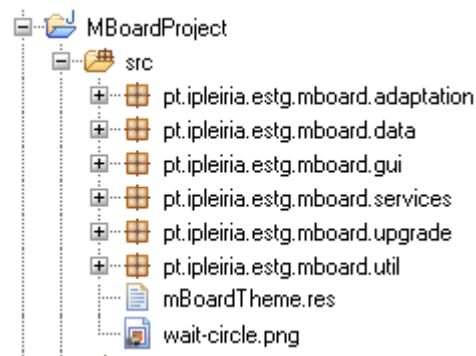 MBoardProject
src
pt.ipleiria.estg.mboard.adaptation
pt.ipleiria.estg.mboard.data
pt.ipleiria.estg.mboard.gui
pt.ipleiria.estg.mboard.services
pt.ipleiria.estg.mboard.upgrade
pt.ipleiria.estg.mboard.util
mBoardTheme.res
wait-circle.png